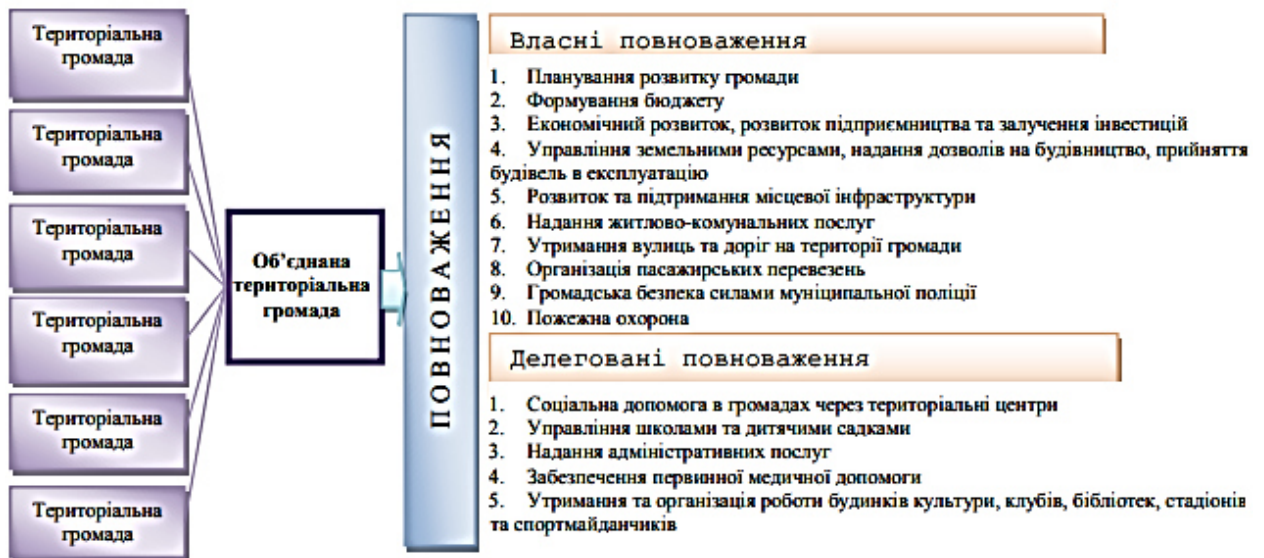 Територіальна
громада
Територіальна
громада
Територіальна
громада
Територіальна
громада
Територіальна
громада
Територіальна
громада
Об’єднана
територіальна
громада
ПОВНОВАЖЕННЯ
Власні повноваження
1. Планування розвитку громади
2. Формування бюджету
3. Економічний розвиток, розвиток підприємництва та залучення інвестицій
4. Управління земельними ресурсами, надання дозволів на будівництво, прийняття
будівель в експлуатацію
5. Розвиток та підтримання місцевої інфраструктури
6. Надання житлово-комунальних послуг
7. Утримання вулиць та доріг на території громади
8. Організація пасажирських перевезень
9. Громадська безпека силами муніципальної поліції
10. Пожежна охорона
Делеговані повноваження
1. Соціальна допомога в громадах через територіальні центри
2. Управління школами та дитячими садками
3. Надання адміністративних послуг
4. Забезпечення первинної медичної допомоги
5. Утримання та організація роботи будинків культури, клубів, бібліотек, стадіонів
та спортмайданчиків